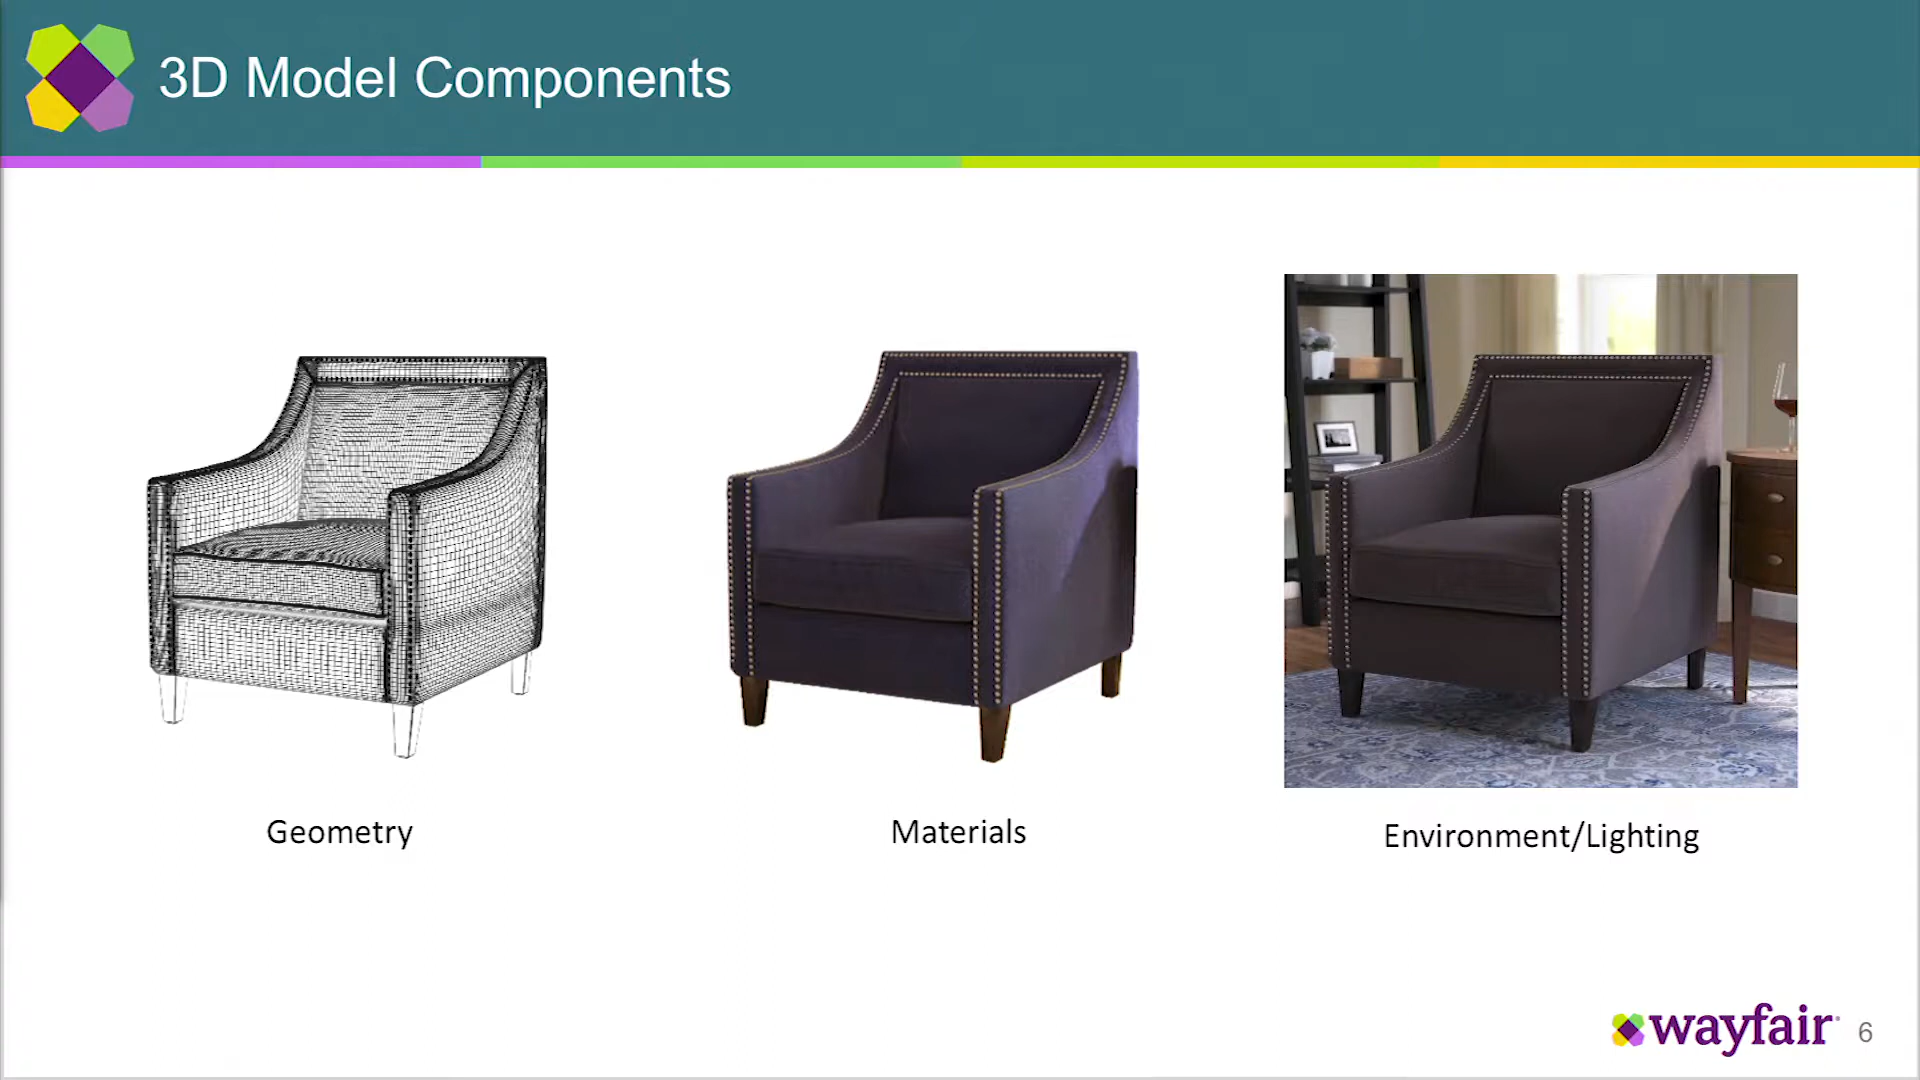 3D Model Components
Geometry
Materials
Environment/Lighting
wayfair
6